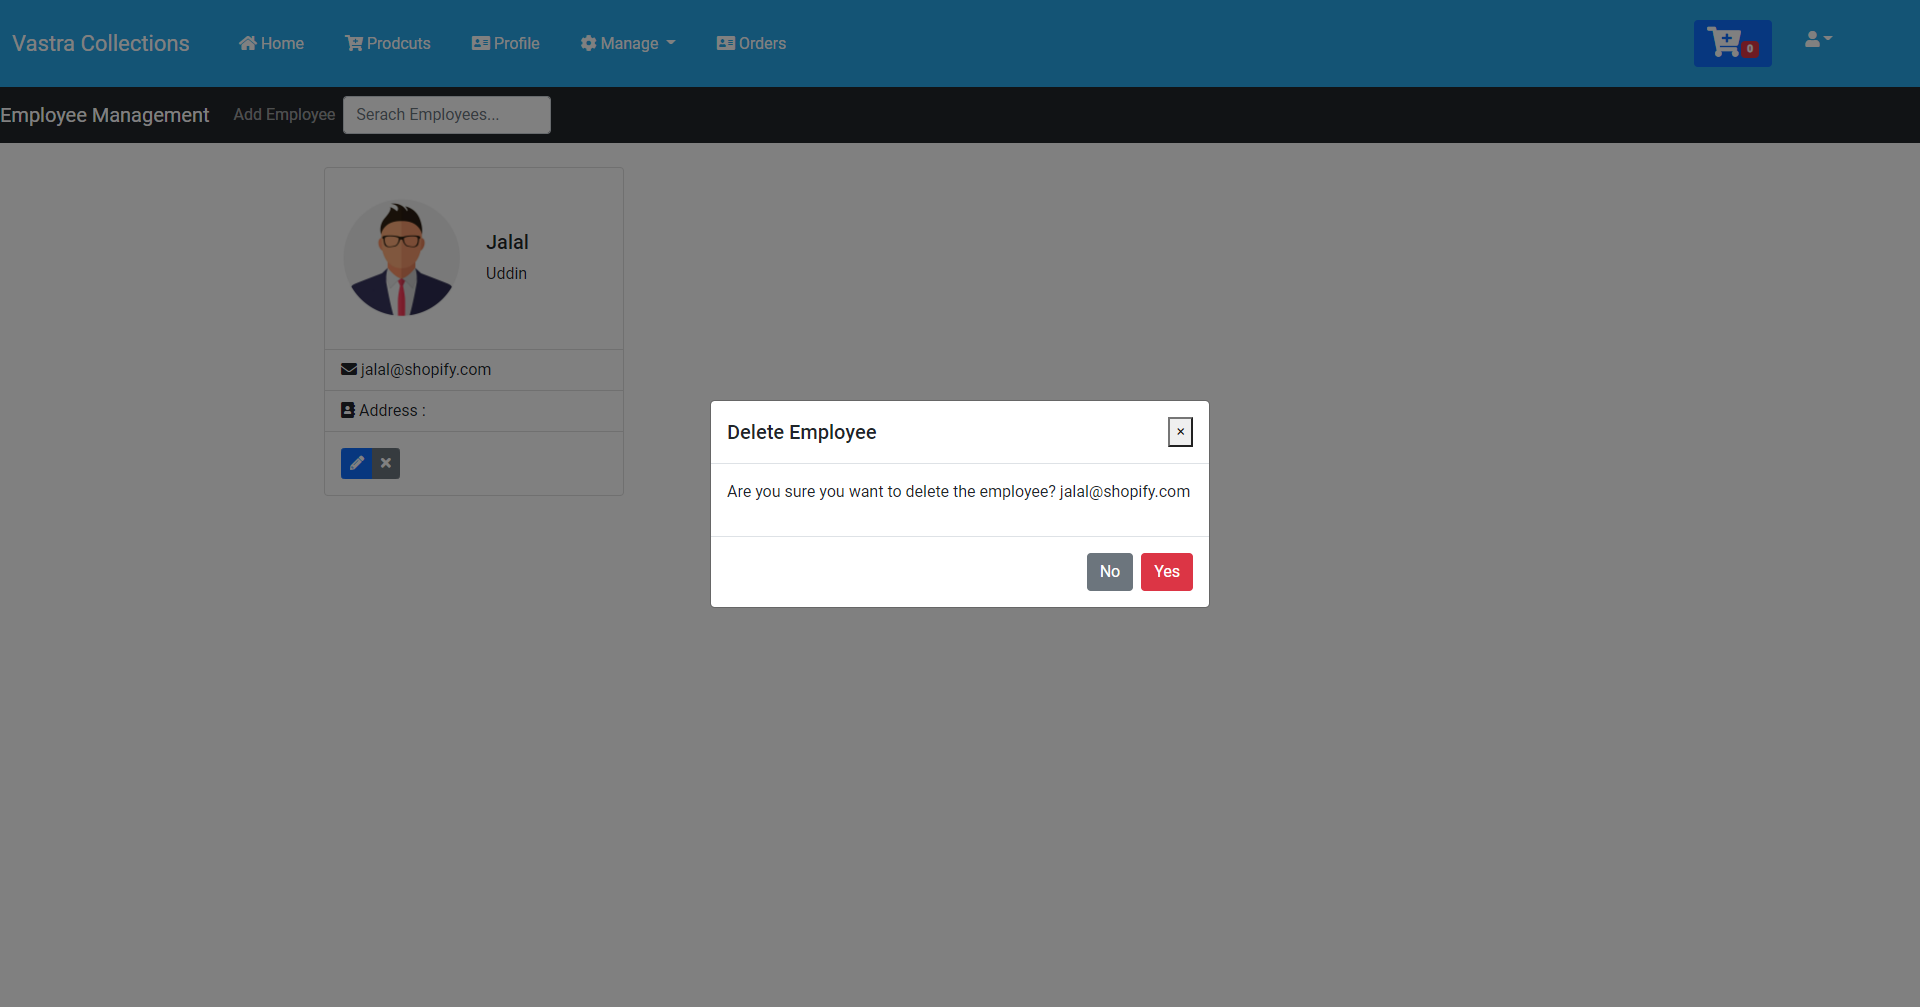 Vastra Collections Home Prodcuts Profile Manage Orders 0
Employee Management Add Employee Serach Employees...
Jalal
Uddin
jalal@shopify.com
Address :
Delete Employee ×
Are you sure you want to delete the employee? jalal@shopify.com
No Yes